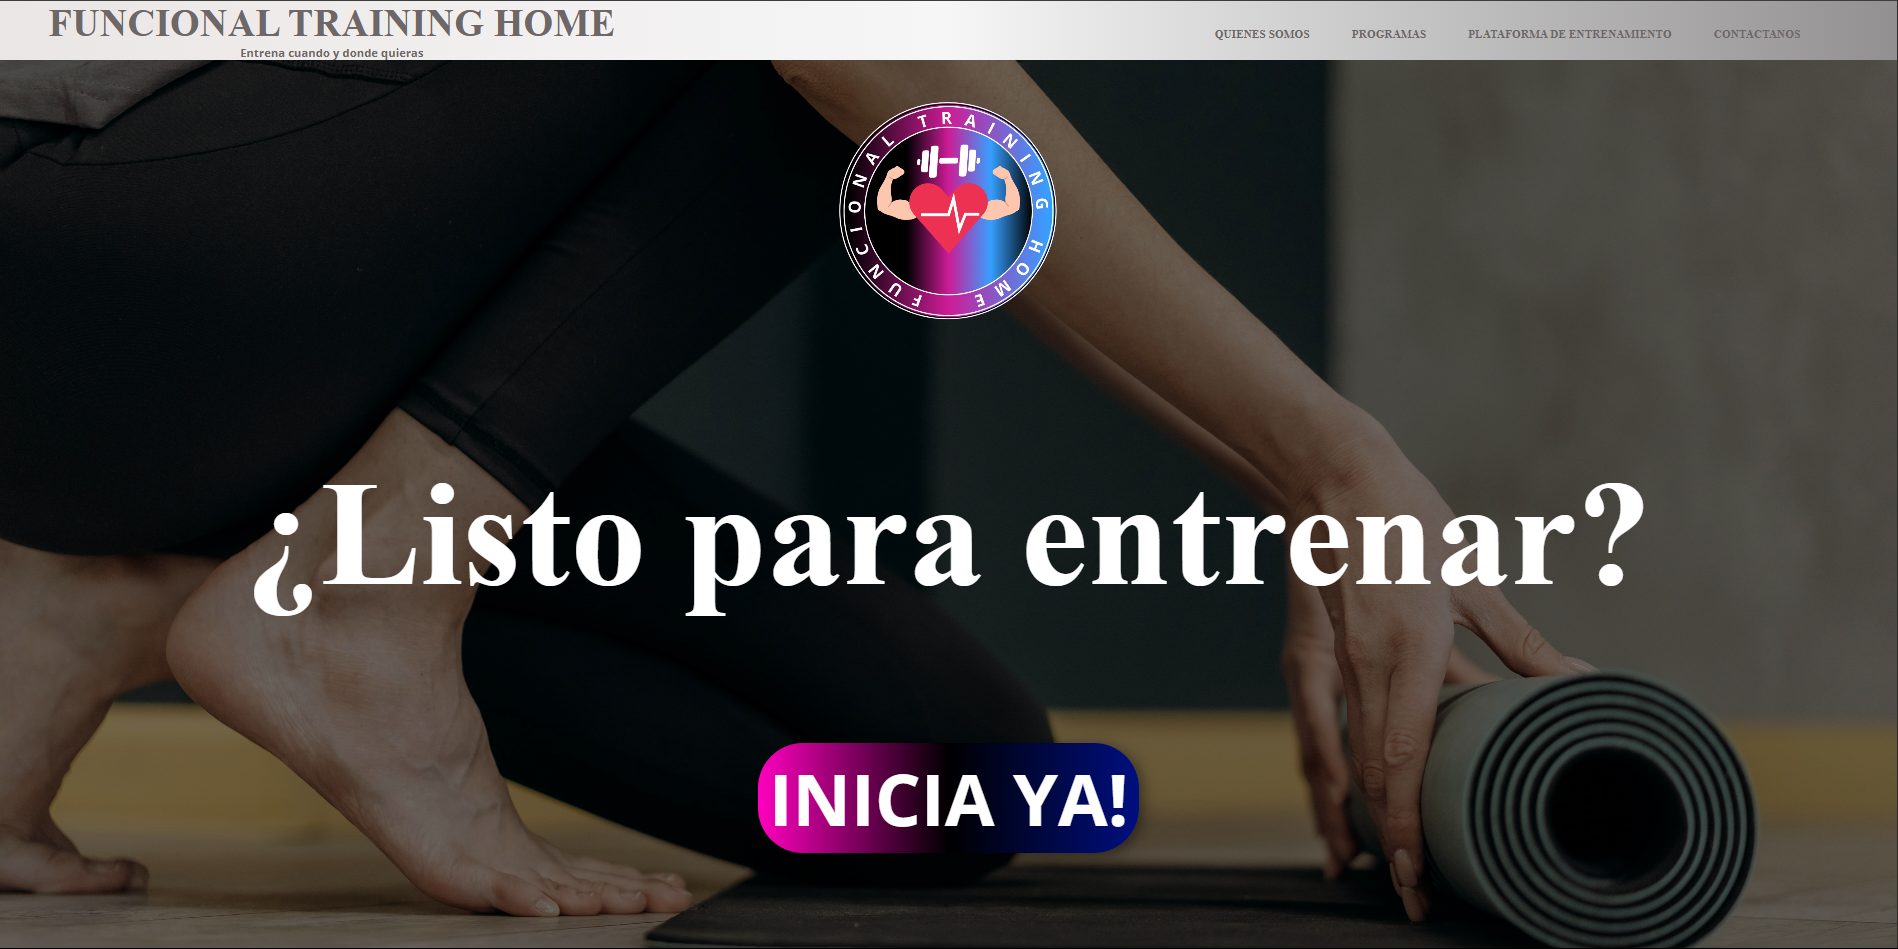 FUNCIONAL TRAINING HOME
Entrena cuando y donde quieras
QUIENES SOMOS PROGRAMAS PLATAFORMA DE ENTRENAMIENTO CONTACTANOS
FUNCIONAL TRAINING HOME
¿Listo para entrenar?
INICIA YA!